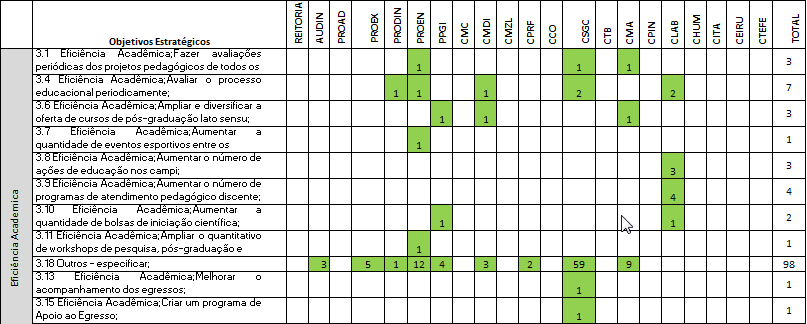 Objetivos Estratégicos REITORIA AUDIN PROAD PROEX PRODIN PROEN PPGI CMC CMDI CMZL CPRF CCO CSGC CTB CMA CPIN CLAB CHUM CITA CEIRU CTEFE TOTAL
Eficiência Academica
3.1 Eficiência Acadêmica;Fazer avaliações
periódicas dos projetos pedagógicos de todos os 1 1 1 3
3.4 Eficiência Acadêmica;Avaliar o processo
educacional periodicamente; 1 1 1 2 2 7
3.6 Eficiência Acadêmica;Ampliar e diversificar a
oferta de cursos de pós-graduação lato sensu; 1 1 1 3
3.7 Eficiência Acadêmica;Aumentar a
quantidade de eventos esportivos entre os 1 1
3.8 Eficiência Acadêmica;Aumentar o número de
ações de educação nos campi; 3 3
3.9 Eficiência Acadêmica;Aumentar o número de
programas de atendimento pedagógico discente; 4 4
3.10 Eficiência Acadêmica;Aumentar a
quantidade de bolsas de iniciação científica; 1 1 2
3.11 Eficiência Acadêmica;Ampliar o quantitativo
de workshops de pesquisa, pós-graduação e 1 1
3.18 Outros - especificar; 3 5 1 12 4 3 2 59 9 98
3.13 Eficiência Acadêmica;Melhorar o
acompanhamento dos egressos; 1 1
3.15 Eficiência Acadêmica;Criar um programa de
Apoio ao Egresso; 1 1